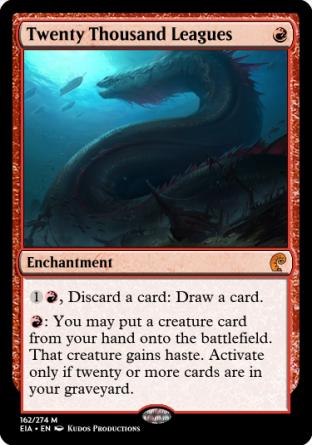 Twenty Thousand Leagues
Enchantment
1, Discard a card: Draw a card.
: You may put a creature card
from your hand onto the battlefield.
That creature gains haste. Activate
only if twenty or more cards are in
your graveyard.
162/274 M
EIA • EN Kudos Productions